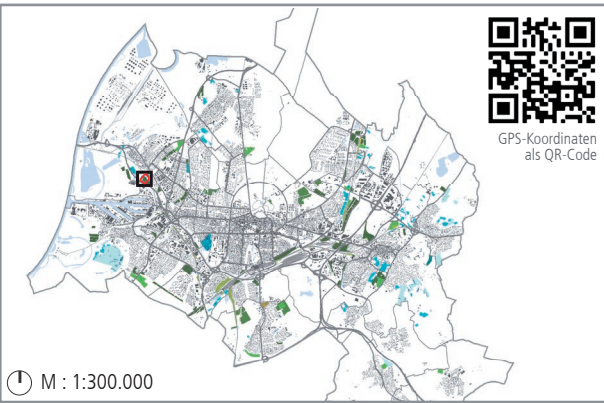 GPS-Koordinaten
als QR-Code
M : 1:300.000